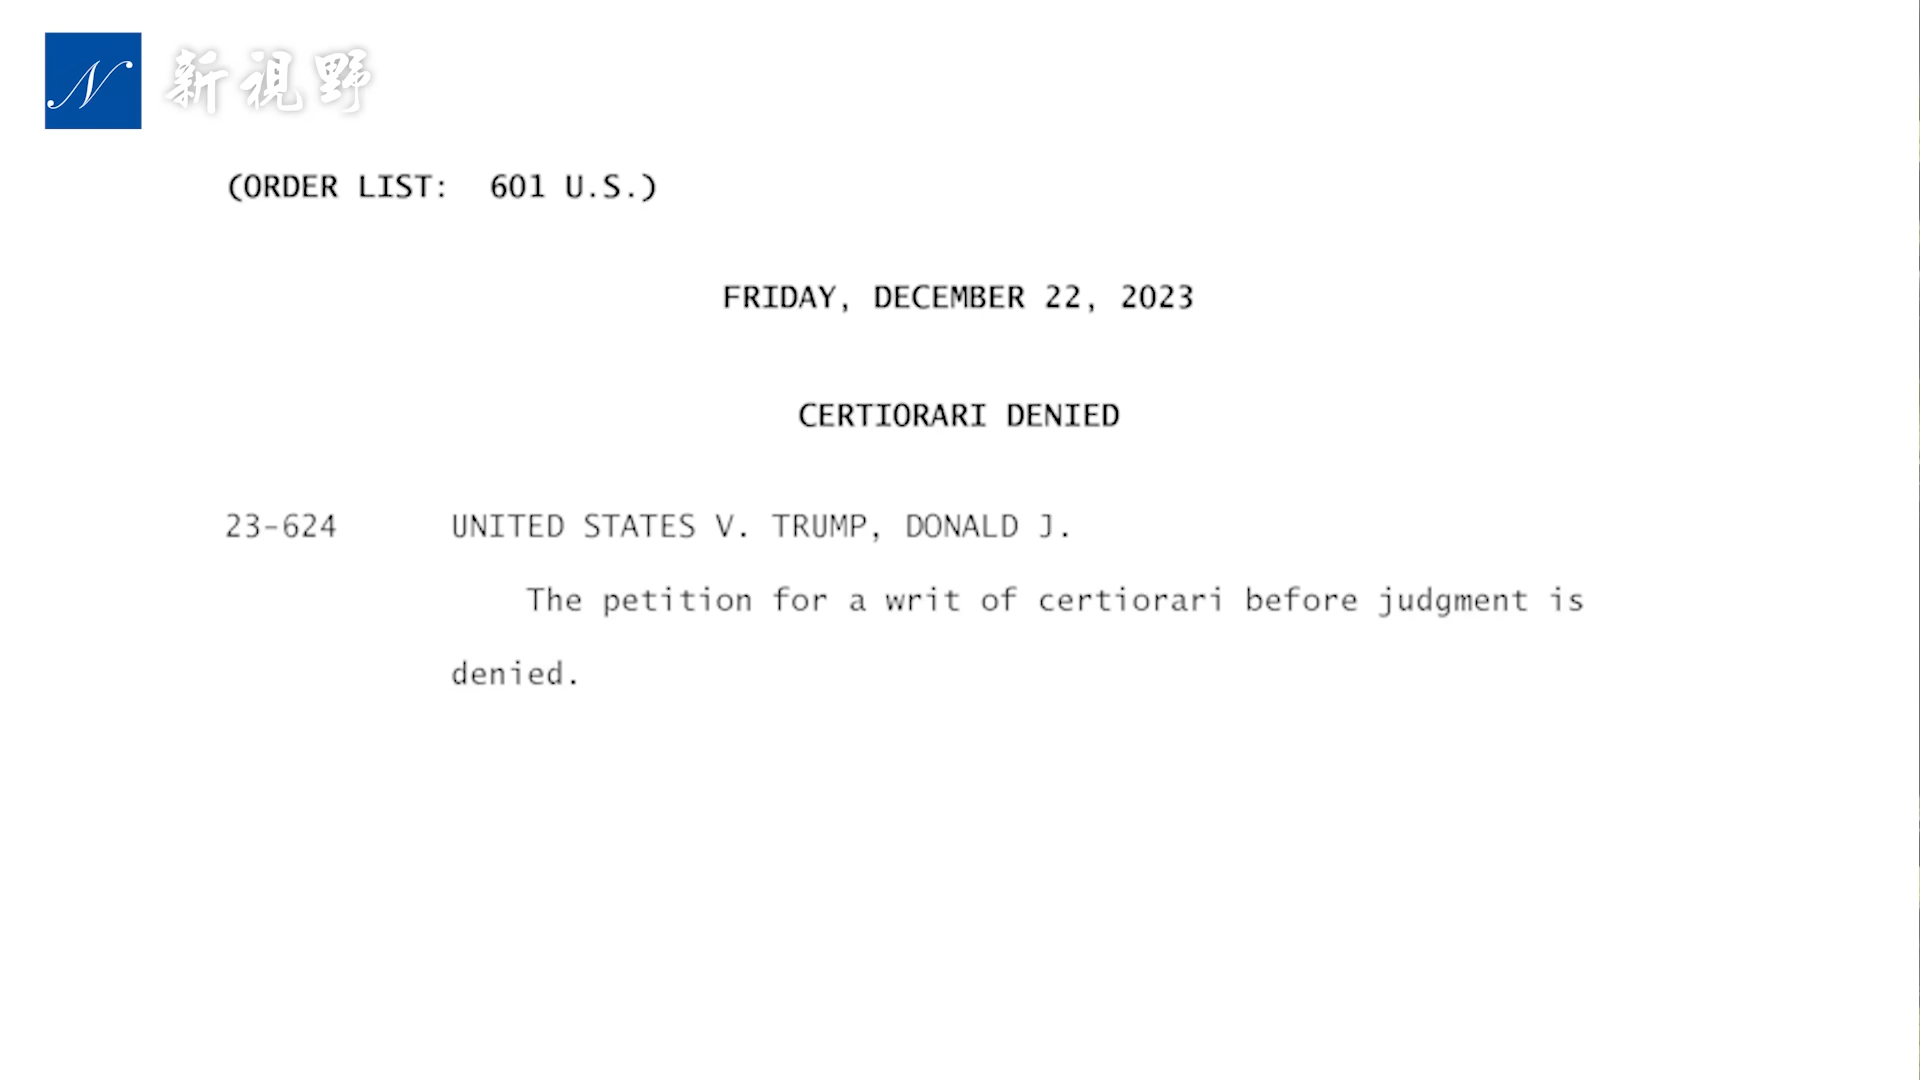 N 新視野
(ORDER LIST: 601 U.S.)
FRIDAY, DECEMBER 22, 2023
CERTIORARI DENIED
23-624 UNITED STATES V. TRUMP, DONALD J.
The petition for a writ of certiorari before judgment is
denied.